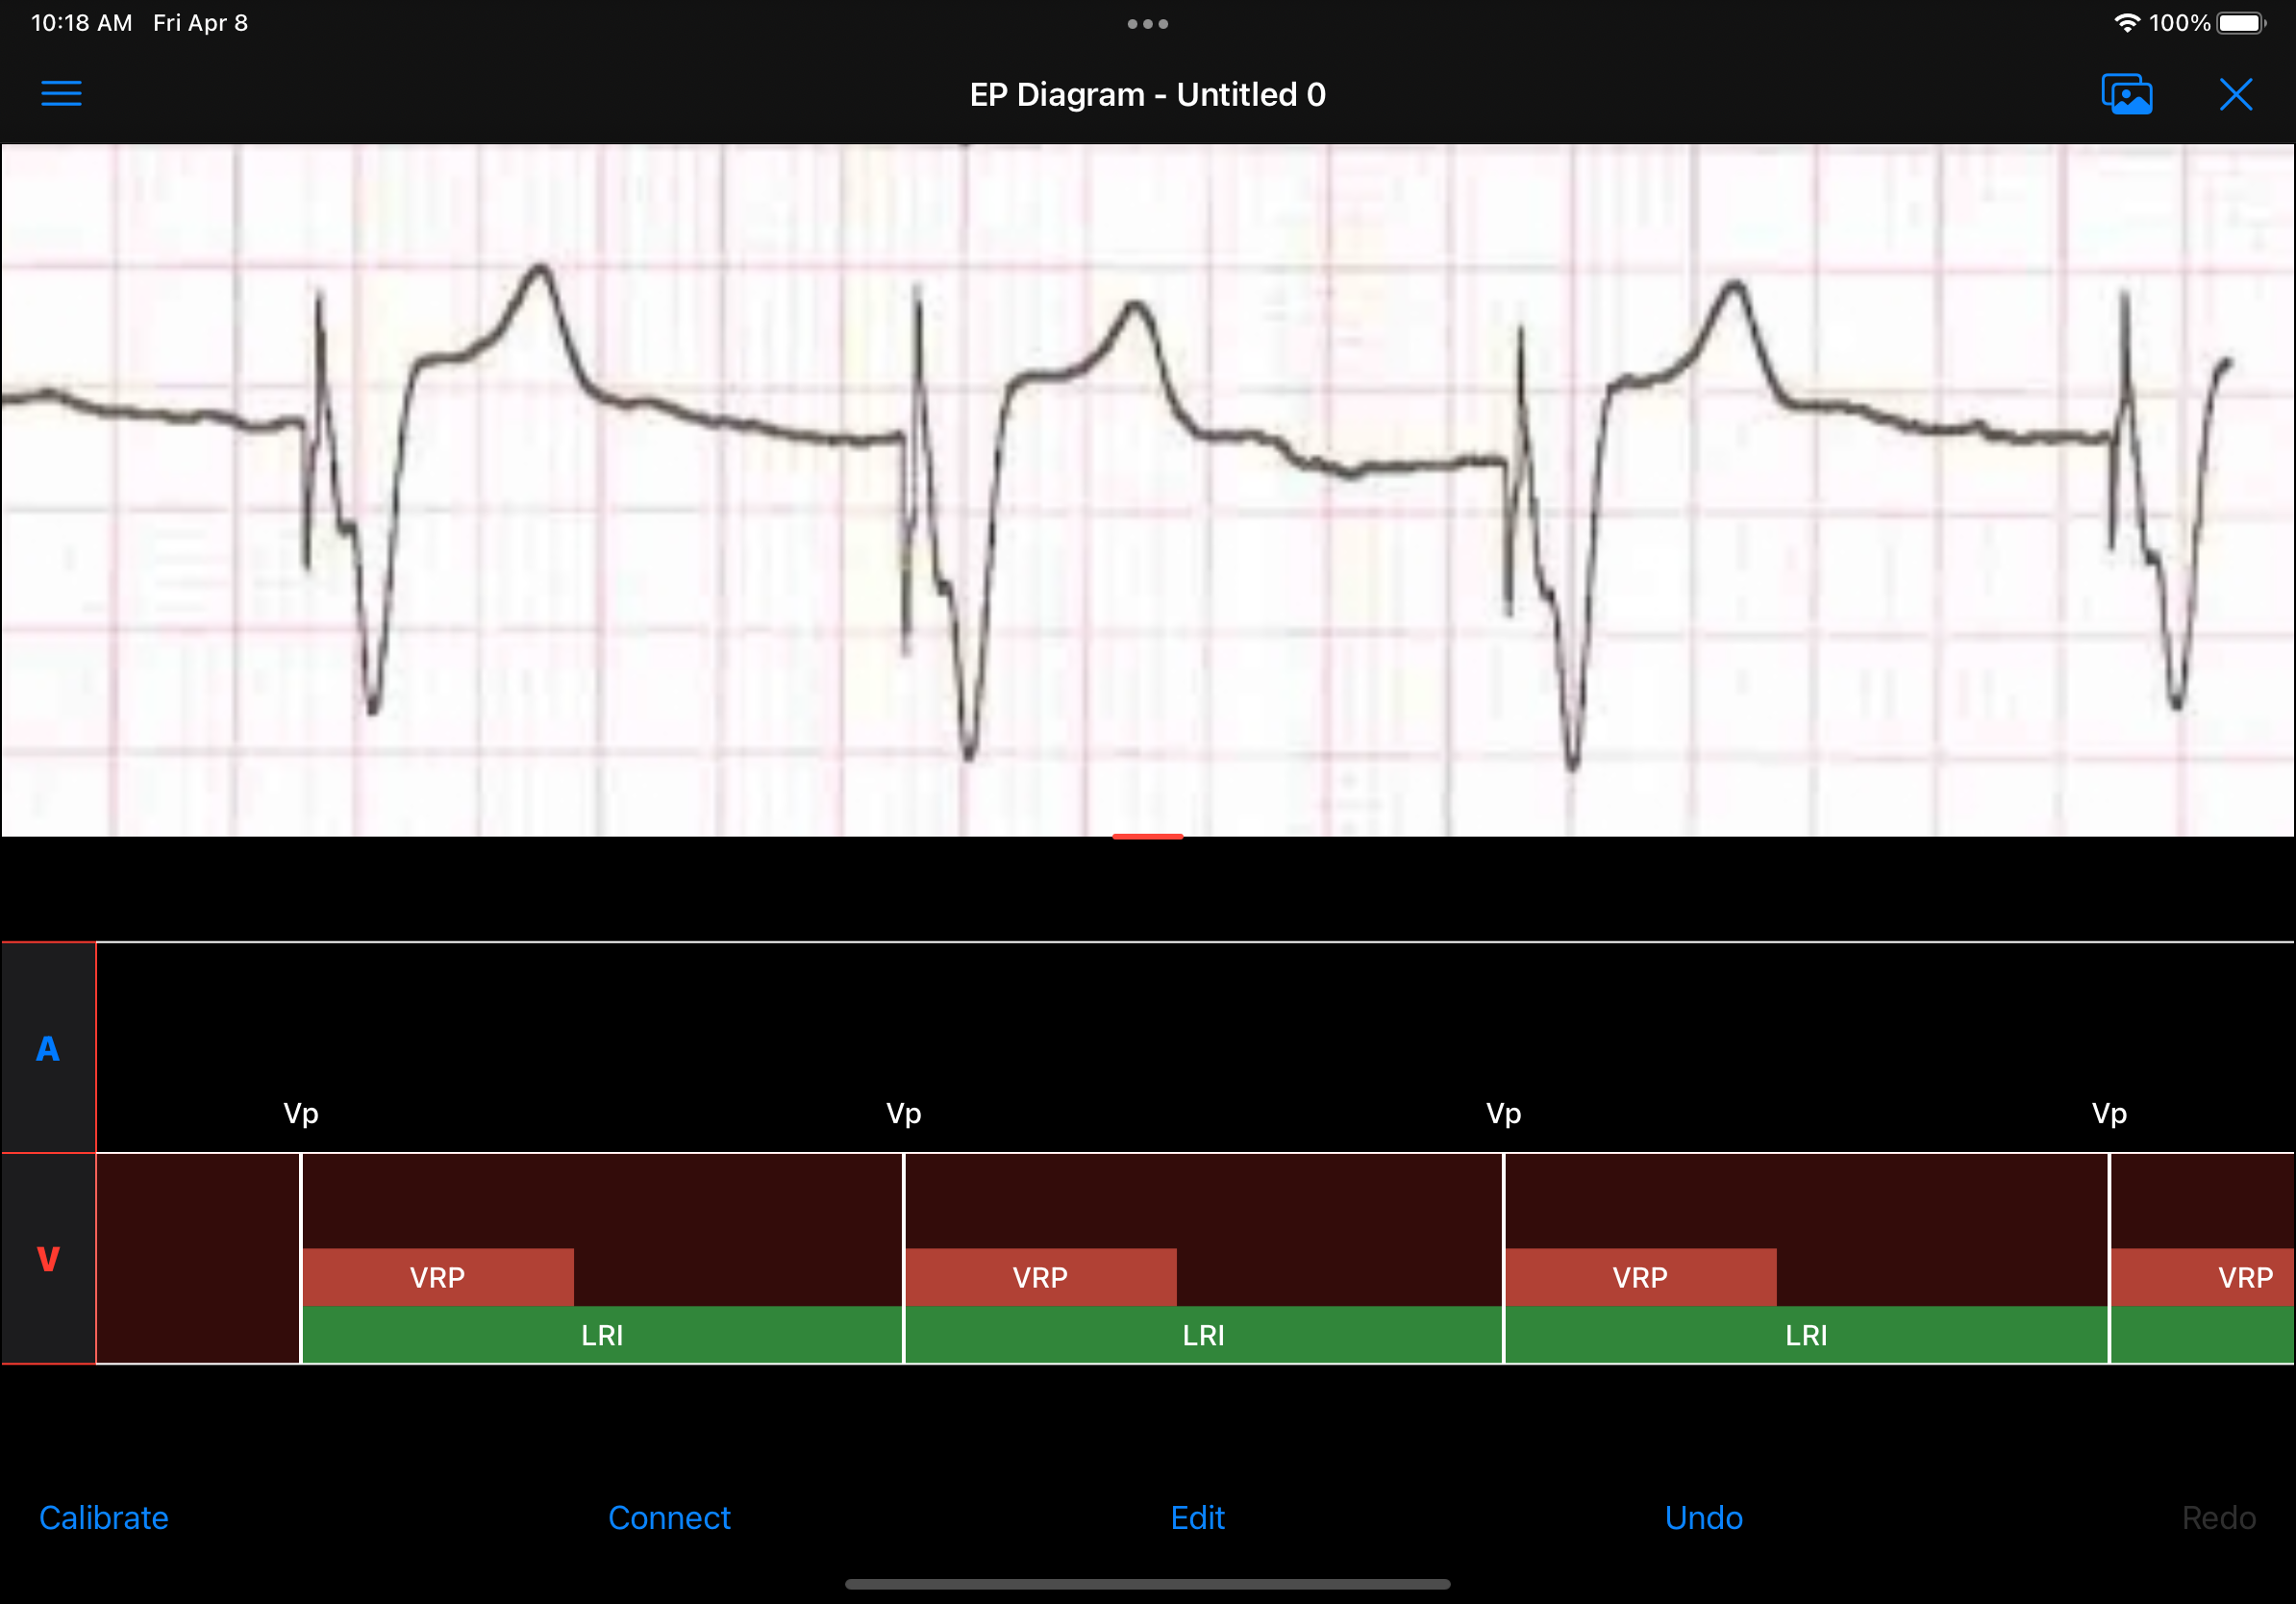 10:18 AM Fri Apr 8 100%
EP Diagram - Untitled 0
A
Vp Vp Vp Vp
V
VRP VRP VRP VRP
LRI LRI LRI
Calibrate Connect Edit Undo Redo